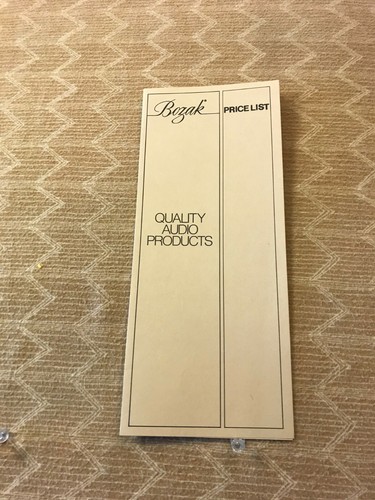 Bozak
PRICE LIST
QUALITY
AUDIO
PRODUCTS